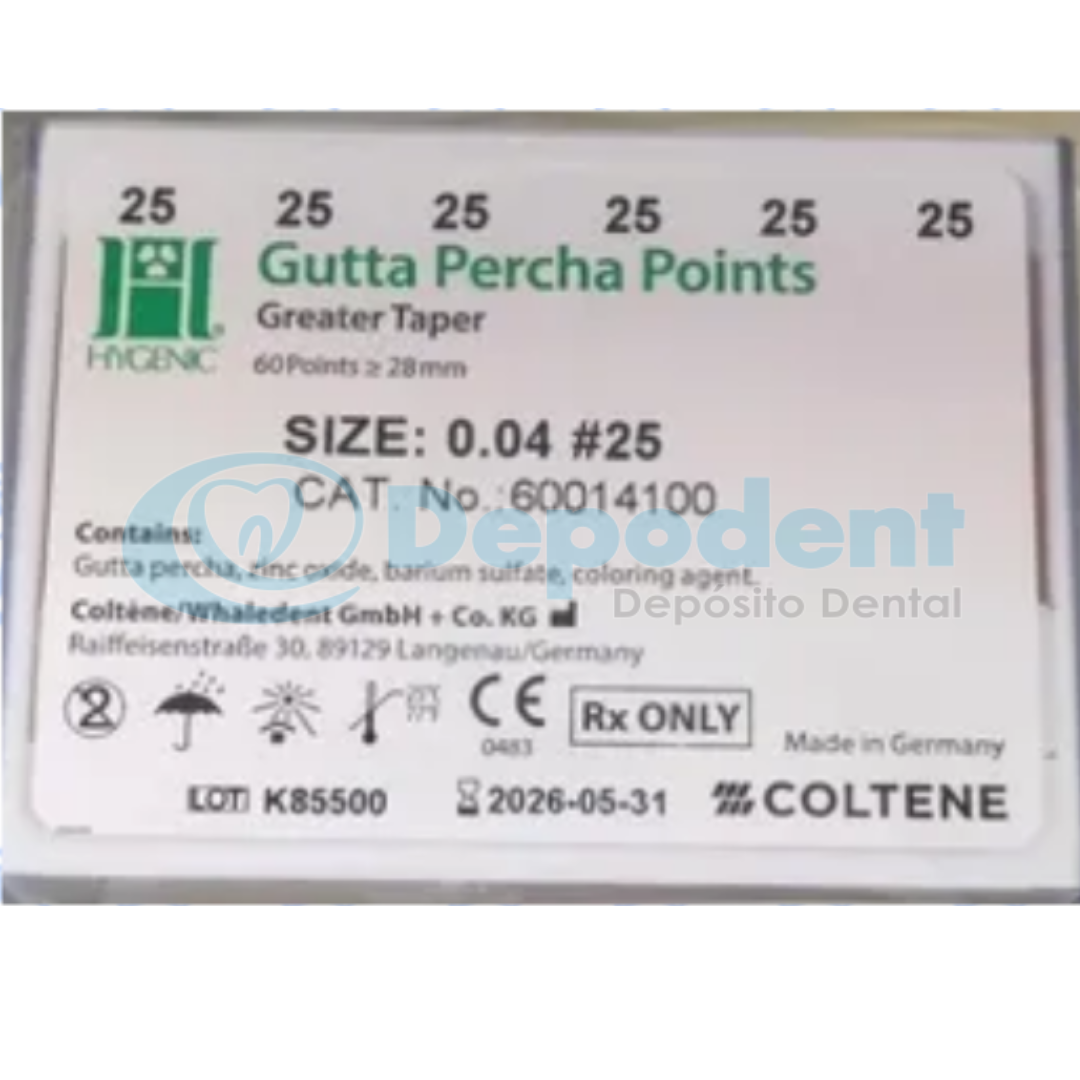 25 25 25 25 25 25
Gutta Percha Points
Greater Taper
HYGENIC
60 Points ≥ 28mm
SIZE: 0.04 #25
CAT. No.:60014100
Depodent
Deposito Dental
Contains:
Gutta percha, zinc oxide, barium sulfate, coloring agent.
Coltène/Whaledent GmbH + Co. KG
Raiffeisenstraße 30, 89129 Langenau/Germany
2
CE
0483
Rx ONLY
Made in Germany
LOT K85500
2026-05-31
COLTENE